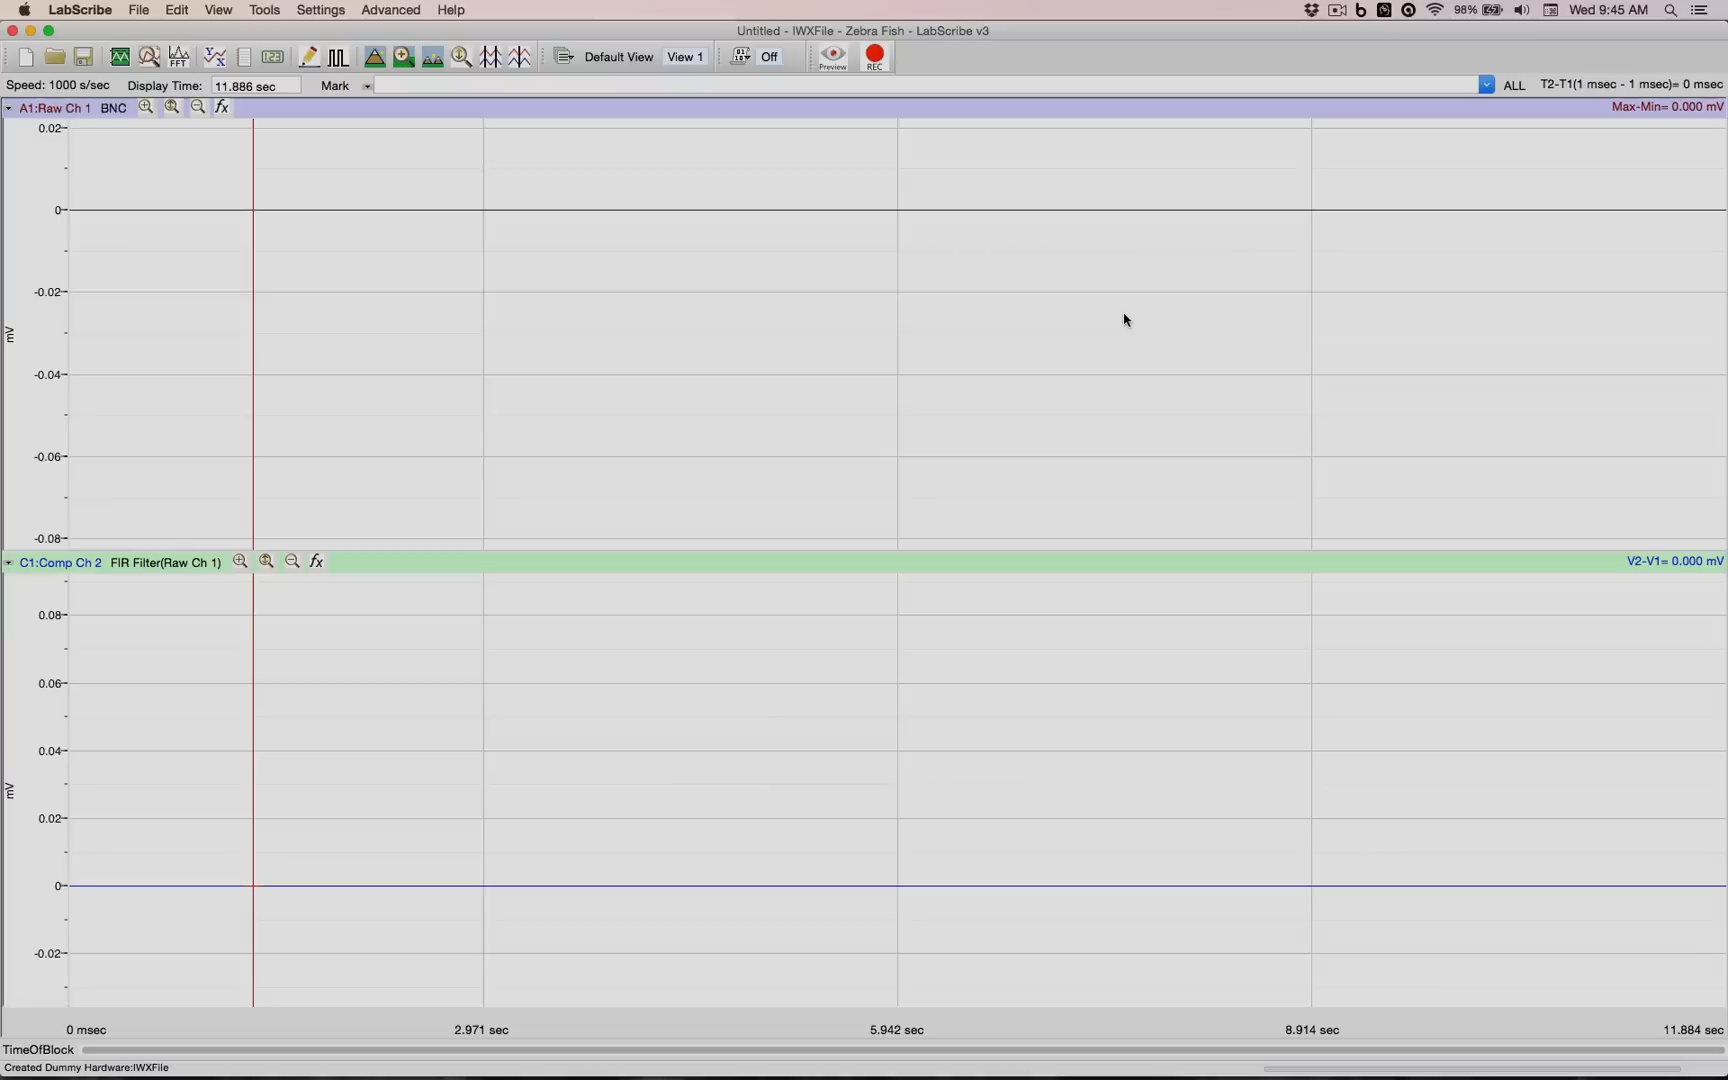 LabScribe File Edit View Tools Settings Advanced Help 98% Wed 9:45 AM
Untitled - IWXFile - Zebra Fish - LabScribe v3
FFT Y/X 123 Default View View 1 Off Preview REC
Speed: 1000 s/sec Display Time: 11.886 sec Mark ALL T2-T1(1 msec - 1 msec)= 0 msec
A1:Raw Ch 1 BNC fx Max-Min= 0.000 mV
0.02
0
-0.02
mV
-0.04
-0.06
-0.08
C1:Comp Ch 2 FIR Filter(Raw Ch 1) fx V2-V1= 0.000 mV
0.08
0.06
0.04
mV
0.02
0
-0.02
0 msec 2.971 sec 5.942 sec 8.914 sec 11.884 sec
TimeOfBlock
Created Dummy Hardware:IWXFile